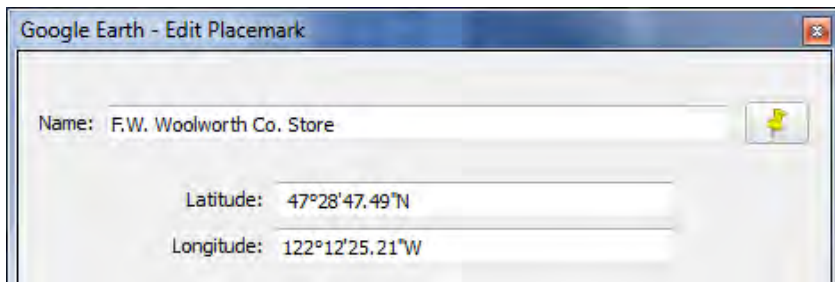 Google Earth - Edit Placemark
Name: F.W. Woolworth Co. Store
Latitude: 47°28'47.49"N
Longitude: 122°12'25.21"W